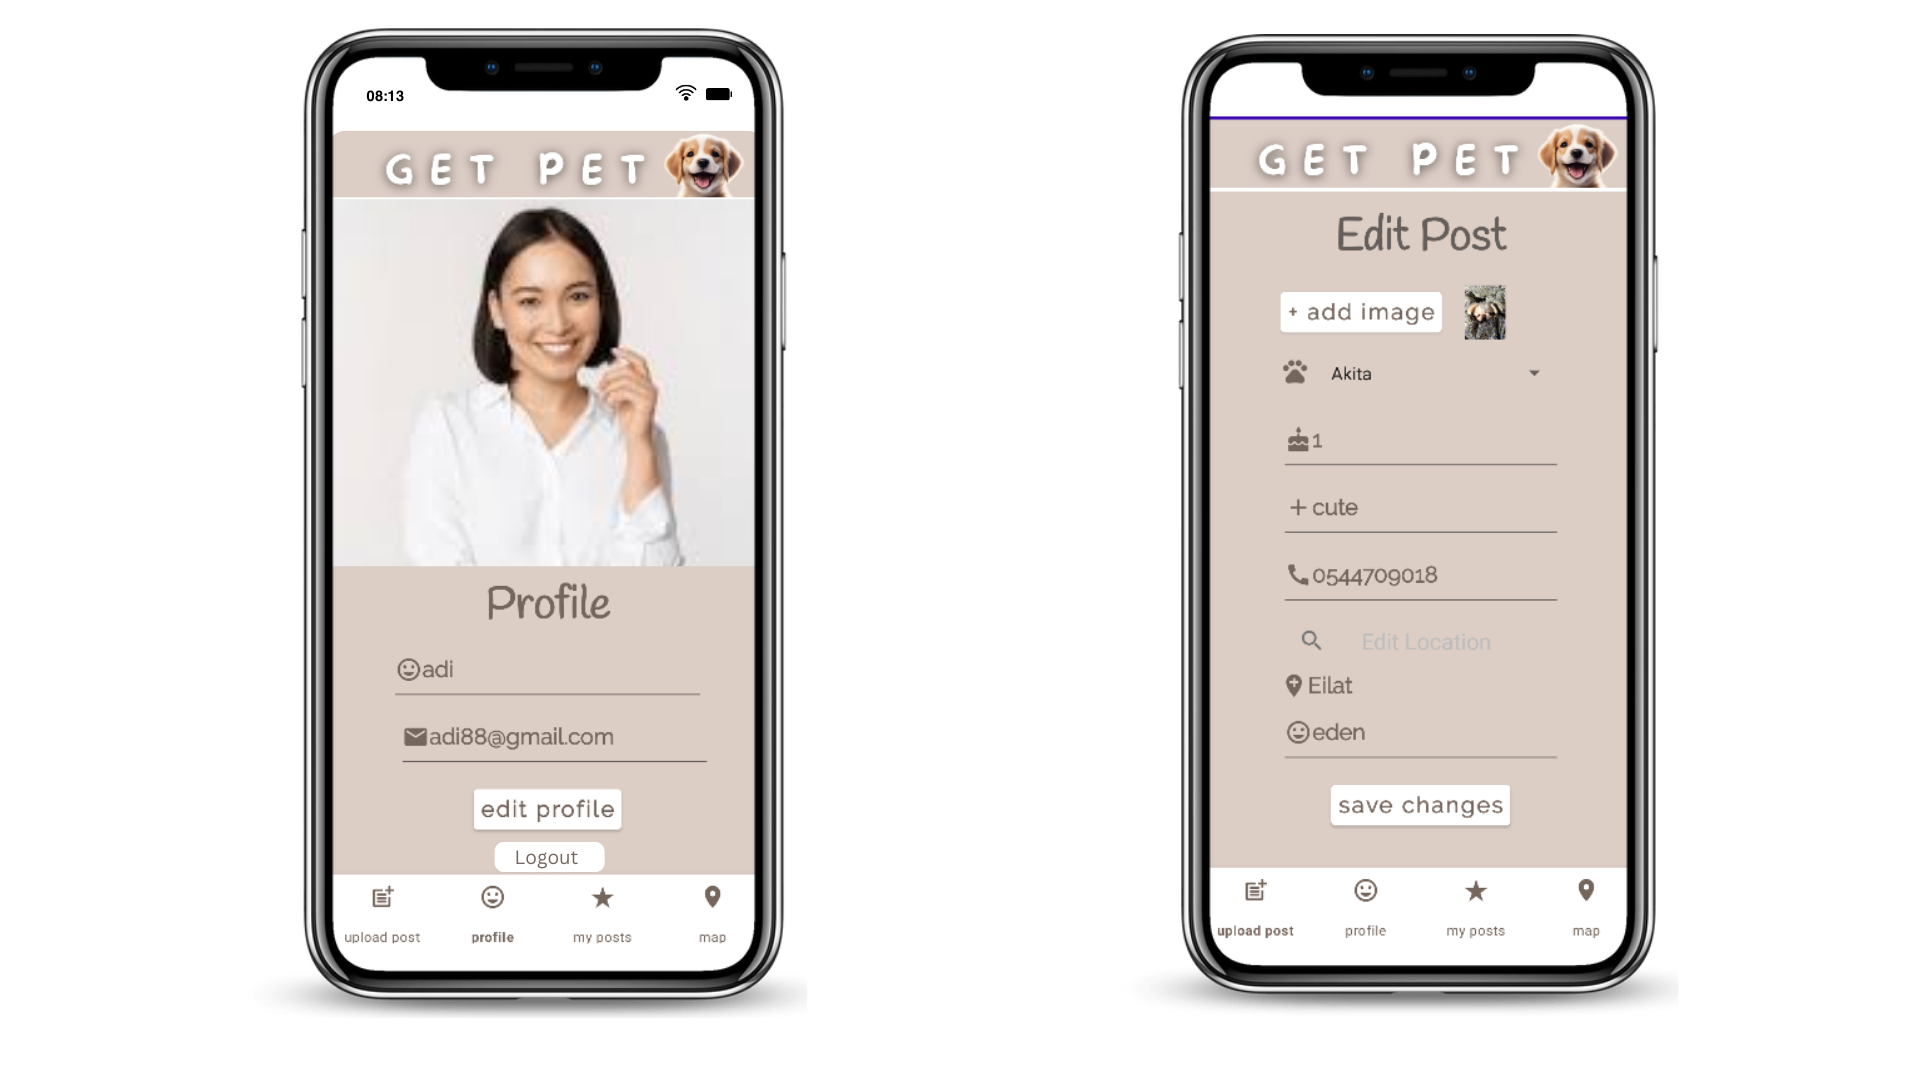 08:13
GET PET
Profile
adi
adi88@gmail.com
edit profile
Logout
upload post
profile
my posts
map
GET PET
Edit Post
+ add image
Akita
1
cute
0544709018
Edit Location
Eilat
eden
save changes
upload post
profile
my posts
map